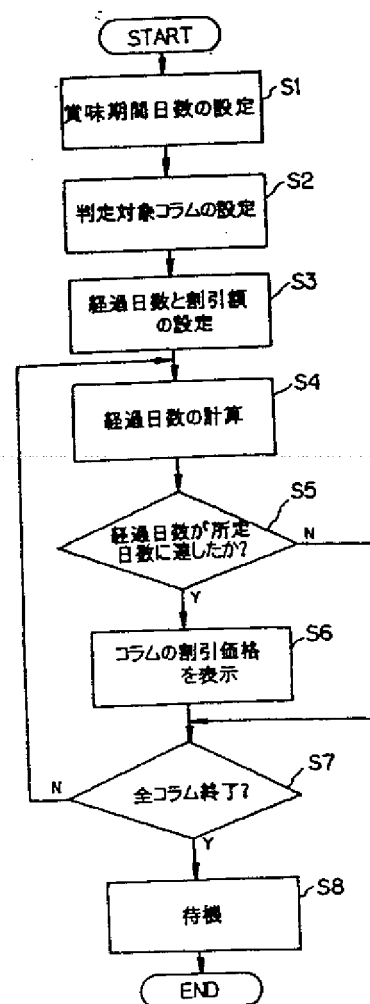 START
S1
賞味期間日数の設定
S2
判定対象コラムの設定
S3
経過日数と割引額
の設定
S4
経過日数の計算
S5
経過日数が所定
日数に達したか?
N
Y
S6
コラムの割引価格
を表示
S7
全コラム終了?
N
Y
S8
待機
END